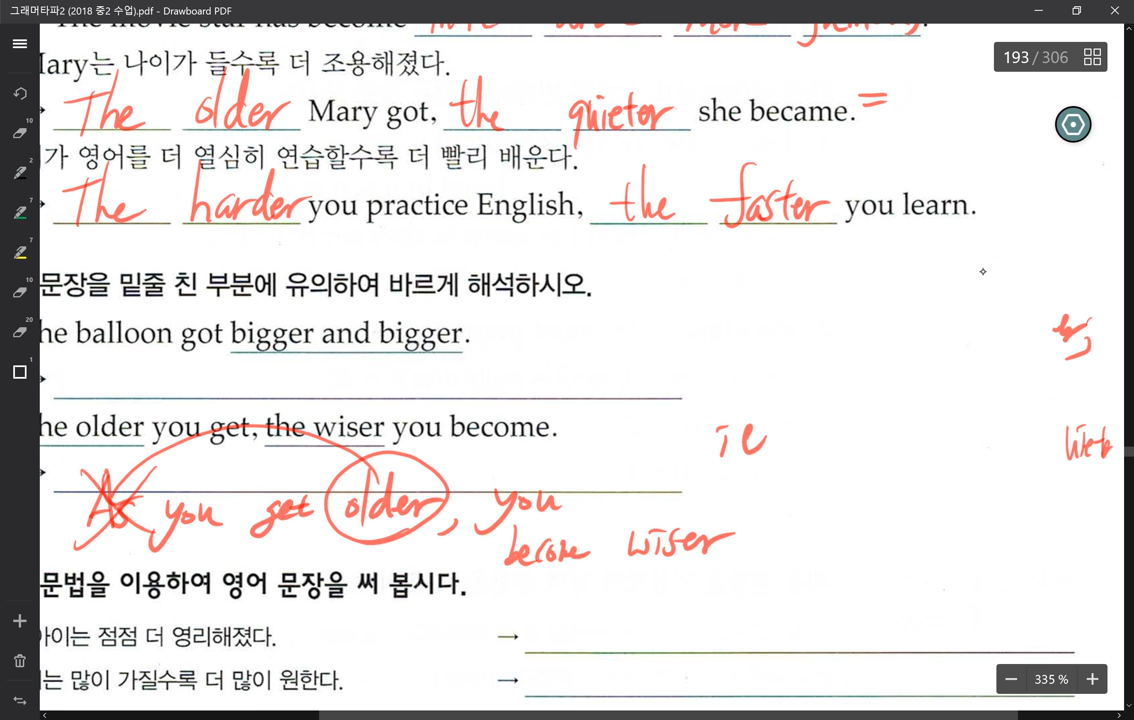 그래머타파2 (2018 중2 수업).pdf - Drawboard PDF
193 / 306
Mary는 나이가 들수록 더 조용해졌다.
The older Mary got, the quieter she became. =
가 영어를 더 열심히 연습할수록 더 빨리 배운다.
The harder you practice English, the faster you learn.
문장을 밑줄 친 부분에 유의하여 바르게 해석하시오.
he balloon got bigger and bigger.
he older you get, the wiser you become.
As you get older, you
become wiser
문법을 이용하여 영어 문장을 써 봅시다.
아이는 점점 더 영리해졌다. →
는 많이 가질수록 더 많이 원한다. →
335 %